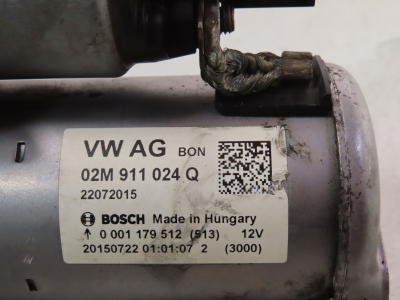 VW AG BON
02M 911 024 Q
22072015
BOSCH Made in Hungary
0 001 179 512 (513) 12V
20150722 01:01:07 2 (3000)